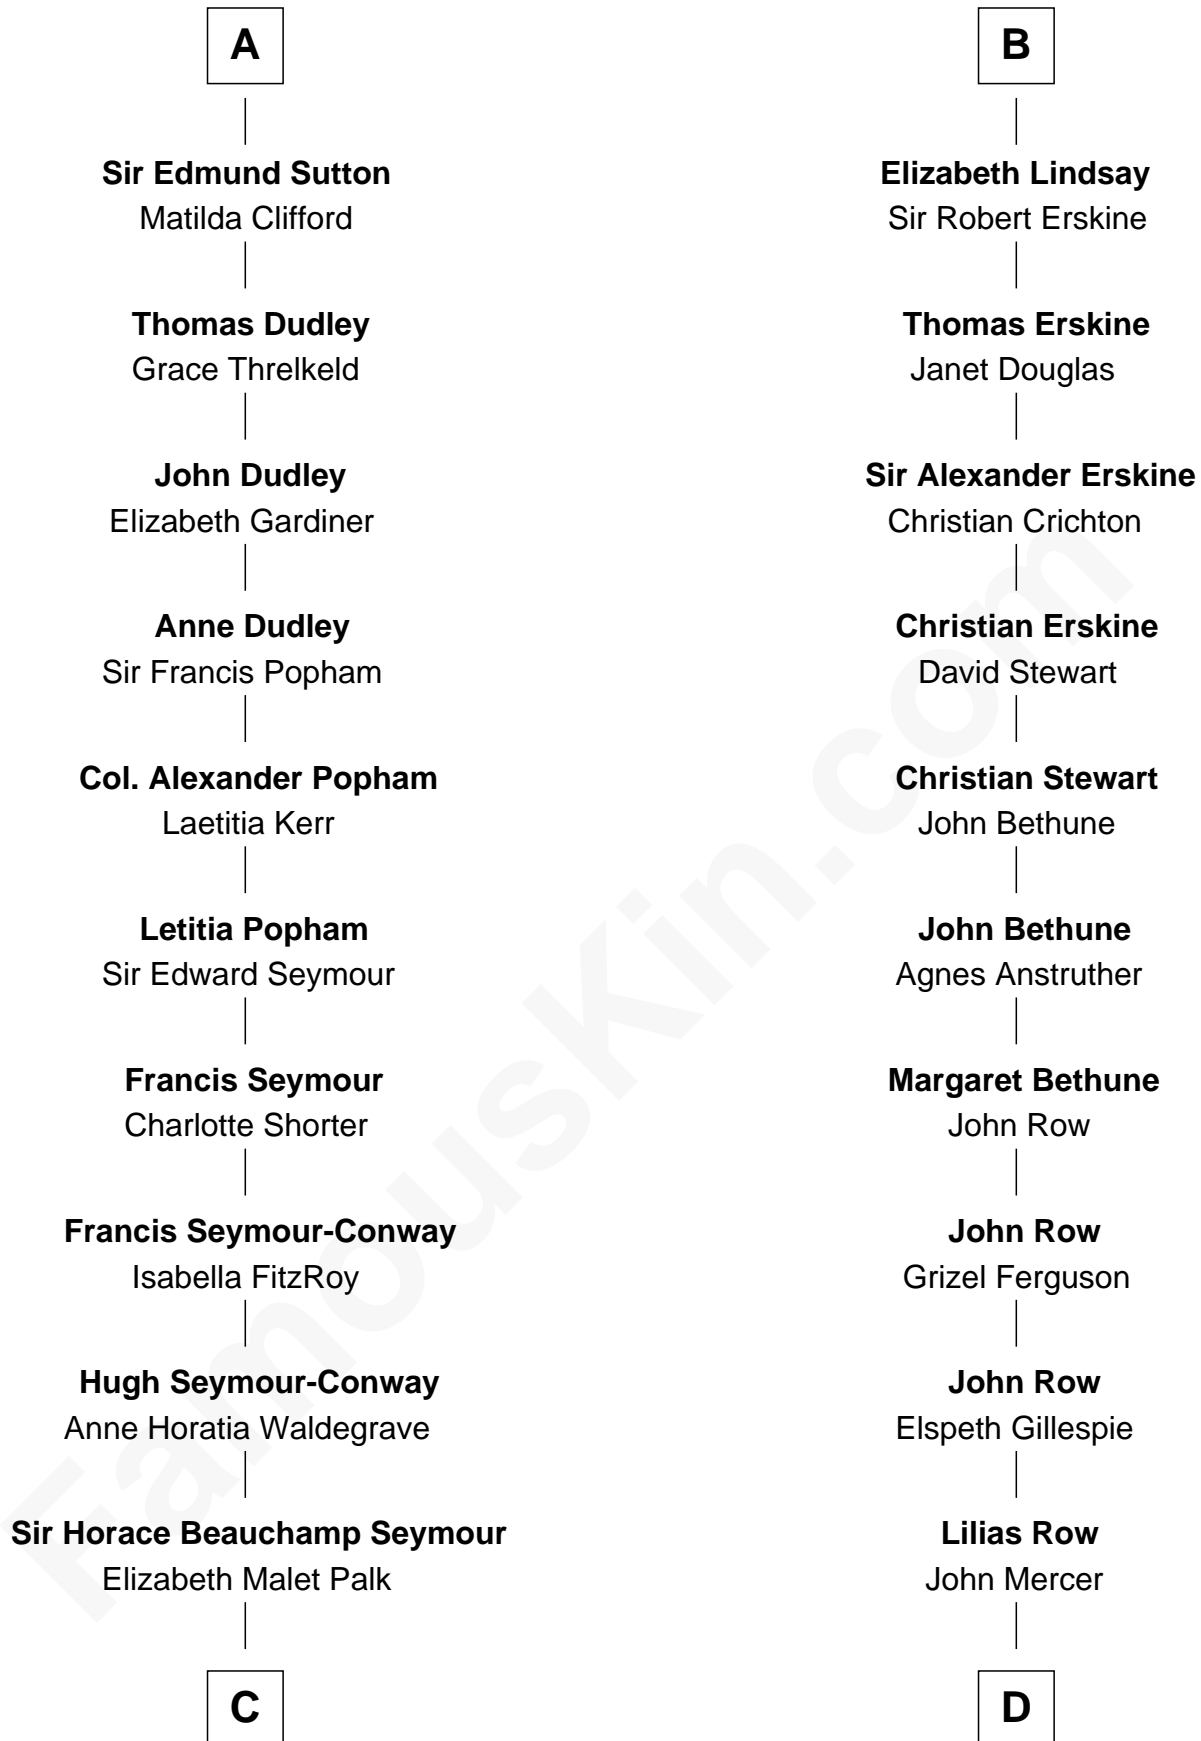 A
Sir Edmund Sutton
Matilda Clifford
Thomas Dudley
Grace Threlkeld
John Dudley
Elizabeth Gardiner
Anne Dudley
Sir Francis Popham
Col. Alexander Popham
Laetitia Kerr
Letitia Popham
Sir Edward Seymour
Francis Seymour
Charlotte Shorter
Francis Seymour-Conway
Isabella FitzRoy
Hugh Seymour-Conway
Anne Horatia Waldegrave
Sir Horace Beauchamp Seymour
Elizabeth Malet Palk
C
B
Elizabeth Lindsay
Sir Robert Erskine
Thomas Erskine
Janet Douglas
Sir Alexander Erskine
Christian Crichton
Christian Erskine
David Stewart
Christian Stewart
John Bethune
John Bethune
Agnes Anstruther
Margaret Bethune
John Row
John Row
Grizel Ferguson
John Row
Elspeth Gillespie
Lilias Row
John Mercer
D
FamousKin.com